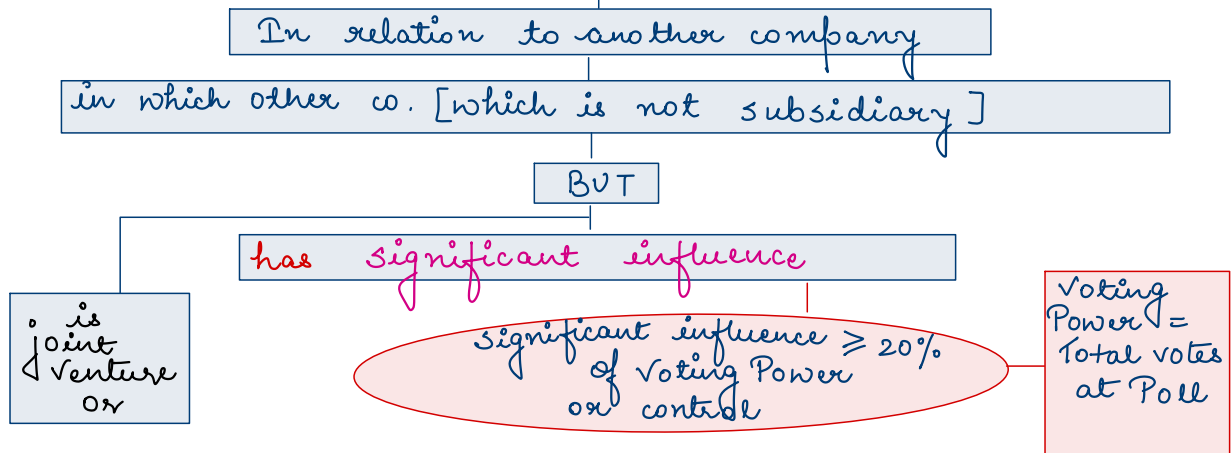 In relation to another company
in which other co. [which is not subsidiary]
BUT
has significant influence
is
joint
venture
or
significant influence ⩾ 20%
of voting Power
or control
Voting
Power =
Total votes
at Poll